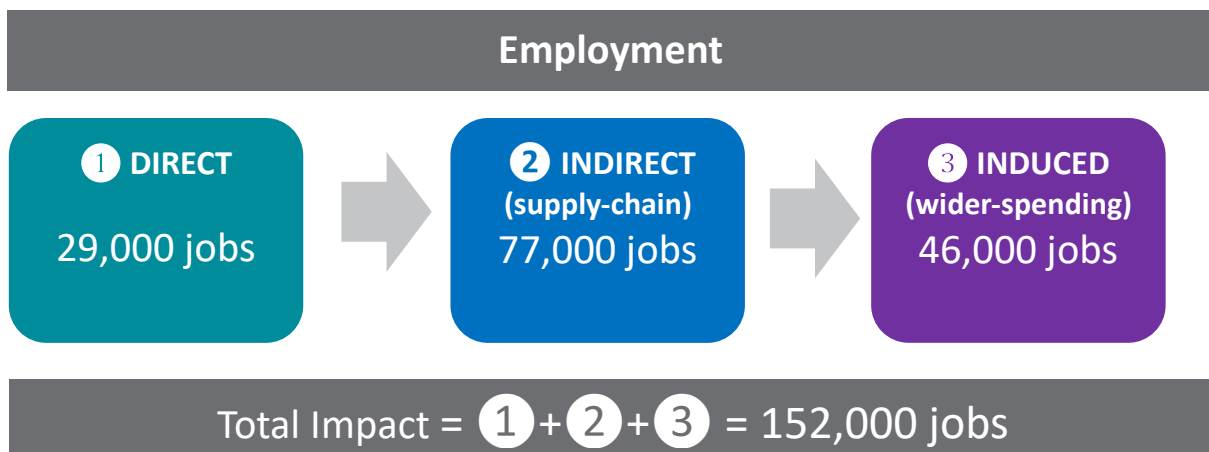 Employment
1 DIRECT
29,000 jobs
2 INDIRECT
(supply-chain)
77,000 jobs
3 INDUCED
(wider-spending)
46,000 jobs
Total Impact = 1+2+3 = 152,000 jobs